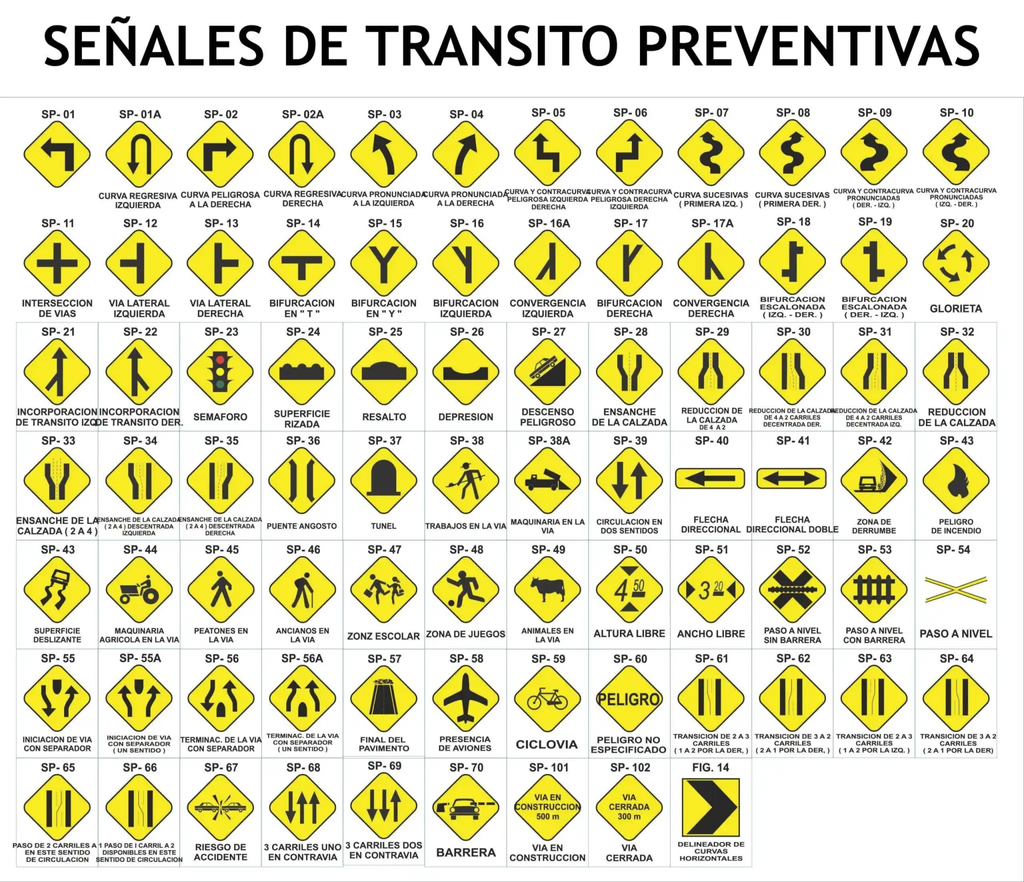 SEÑALES DE TRANSITO PREVENTIVAS
SP- 01
SP- 01A
SP- 02
SP- 02A
SP- 03
SP- 04
SP- 05
SP- 06
SP- 07
SP- 08
SP- 09
SP- 10
CURVA REGRESIVA
IZQUIERDA
CURVA PELIGROSA
A LA DERECHA
CURVA REGRESIVA
DERECHA
CURVA PRONUNCIADA
A LA IZQUIERDA
CURVA PRONUNCIADA
A LA DERECHA
CURVA Y CONTRACURVA
PELIGROSA IZQUIERDA
DERECHA
CURVA Y CONTRACURVA
PELIGROSA DERECHA
IZQUIERDA
CURVA SUCESIVAS
( PRIMERA IZQ. )
CURVA SUCESIVAS
( PRIMERA DER. )
CURVA Y CONTRACURVA
PRONUNCIADAS
( DER. - IZQ. )
CURVA Y CONTRACURVA
PRONUNCIADAS
( IZQ. - DER. )
SP- 11
SP- 12
SP- 13
SP- 14
SP- 15
SP- 16
SP- 16A
SP- 17
SP- 17A
SP- 18
SP- 19
SP- 20
INTERSECCION
DE VIAS
VIA LATERAL
IZQUIERDA
VIA LATERAL
DERECHA
BIFURCACION
EN " T "
BIFURCACION
EN " Y "
BIFURCACION
IZQUIERDA
CONVERGENCIA
IZQUIERDA
BIFURCACION
DERECHA
CONVERGENCIA
DERECHA
BIFURCACION
ESCALONADA
( IZQ. - DER. )
BIFURCACION
ESCALONADA
( DER. - IZQ. )
GLORIETA
SP- 21
SP- 22
SP- 23
SP- 24
SP- 25
SP- 26
SP- 27
SP- 28
SP- 29
SP- 30
SP- 31
SP- 32
INCORPORACION
DE TRANSITO IZQ
INCORPORACION
DE TRANSITO DER.
SEMAFORO
SUPERFICIE
RIZADA
RESALTO
DEPRESION
DESCENSO
PELIGROSO
ENSANCHE
DE LA CALZADA
REDUCCION DE
LA CALZADA
DE 4 A 2
REDUCCION DE LA CALZADA
DE 4 A 2 CARRILES
DECENTRADA DER.
REDUCCION DE LA CALZADA
DE 4 A 2 CARRILES
DECENTRADA IZQ.
REDUCCION
DE LA CALZADA
SP- 33
SP- 34
SP- 35
SP- 36
SP- 37
SP- 38
SP- 38A
SP- 39
SP- 40
SP- 41
SP- 42
SP- 43
ENSANCHE DE LA
CALZADA ( 2 A 4 )
ENSANCHE DE LA CALZADA
( 2 A 4 ) DESCENTRADA
IZQUIERDA
ENSANCHE DE LA CALZADA
( 2 A 4 ) DESCENTRADA
DERECHA
PUENTE ANGOSTO
TUNEL
TRABAJOS EN LA VIA
MAQUINARIA EN LA
VIA
CIRCULACION EN
DOS SENTIDOS
FLECHA
DIRECCIONAL
FLECHA
DIRECCIONAL DOBLE
ZONA DE
DERRUMBE
PELIGRO
DE INCENDIO
SP- 43
SP- 44
SP- 45
SP- 46
SP- 47
SP- 48
SP- 49
SP- 50
SP- 51
SP- 52
SP- 53
SP- 54
4 50
3 20
SUPERFICIE
DESLIZANTE
MAQUINARIA
AGRICOLA EN LA VIA
PEATONES EN
LA VIA
ANCIANOS EN
LA VIA
ZONZ ESCOLAR
ZONA DE JUEGOS
ANIMALES EN
LA VIA
ALTURA LIBRE
ANCHO LIBRE
PASO A NIVEL
SIN BARRERA
PASO A NIVEL
CON BARRERA
PASO A NIVEL
SP- 55
SP- 55A
SP- 56
SP- 56A
SP- 57
SP- 58
SP- 59
SP- 60
SP- 61
SP- 62
SP- 63
SP- 64
PELIGRO
INICIACION DE VIA
CON SEPARADOR
INICIACION DE VIA
CON SEPARADOR
( UN SENTIDO )
TERMINAC. DE LA VIA
CON SEPARADOR
TERMINAC. DE LA VIA
CON SEPARADOR
( UN SENTIDO )
FINAL DEL
PAVIMENTO
PRESENCIA
DE AVIONES
CICLOVIA
PELIGRO NO
ESPECIFICADO
TRANSICION DE 2 A 3
CARRILES
( 1 A 2 POR LA DER, )
TRANSICION DE 3 A 2
CARRILES
( 2 A 1 POR LA DER, )
TRANSICION DE 2 A 3
CARRILES
( 1 A 2 POR LA IZQ. )
TRANSICION DE 3 A 2
CARRILES
( 2 A 1 POR LA DER)
SP- 65
SP- 66
SP- 67
SP- 68
SP- 69
SP- 70
SP- 101
SP- 102
FIG. 14
VIA EN
CONSTRUCCION
500 m
VIA
CERRADA
300 m
PASO DE 2 CARRILES A 1
EN ESTE SENTIDO
DE CIRCULACION
PASO DE I CARRIL A 2
DISPONIBLES EN ESTE
SENTIDO DE CIRCULACION
RIESGO DE
ACCIDENTE
3 CARRILES UNO
EN CONTRAVIA
3 CARRILES DOS
EN CONTRAVIA
BARRERA
VIA EN
CONSTRUCCION
VIA
CERRADA
DELINEADOR DE
CURVAS
HORIZONTALES